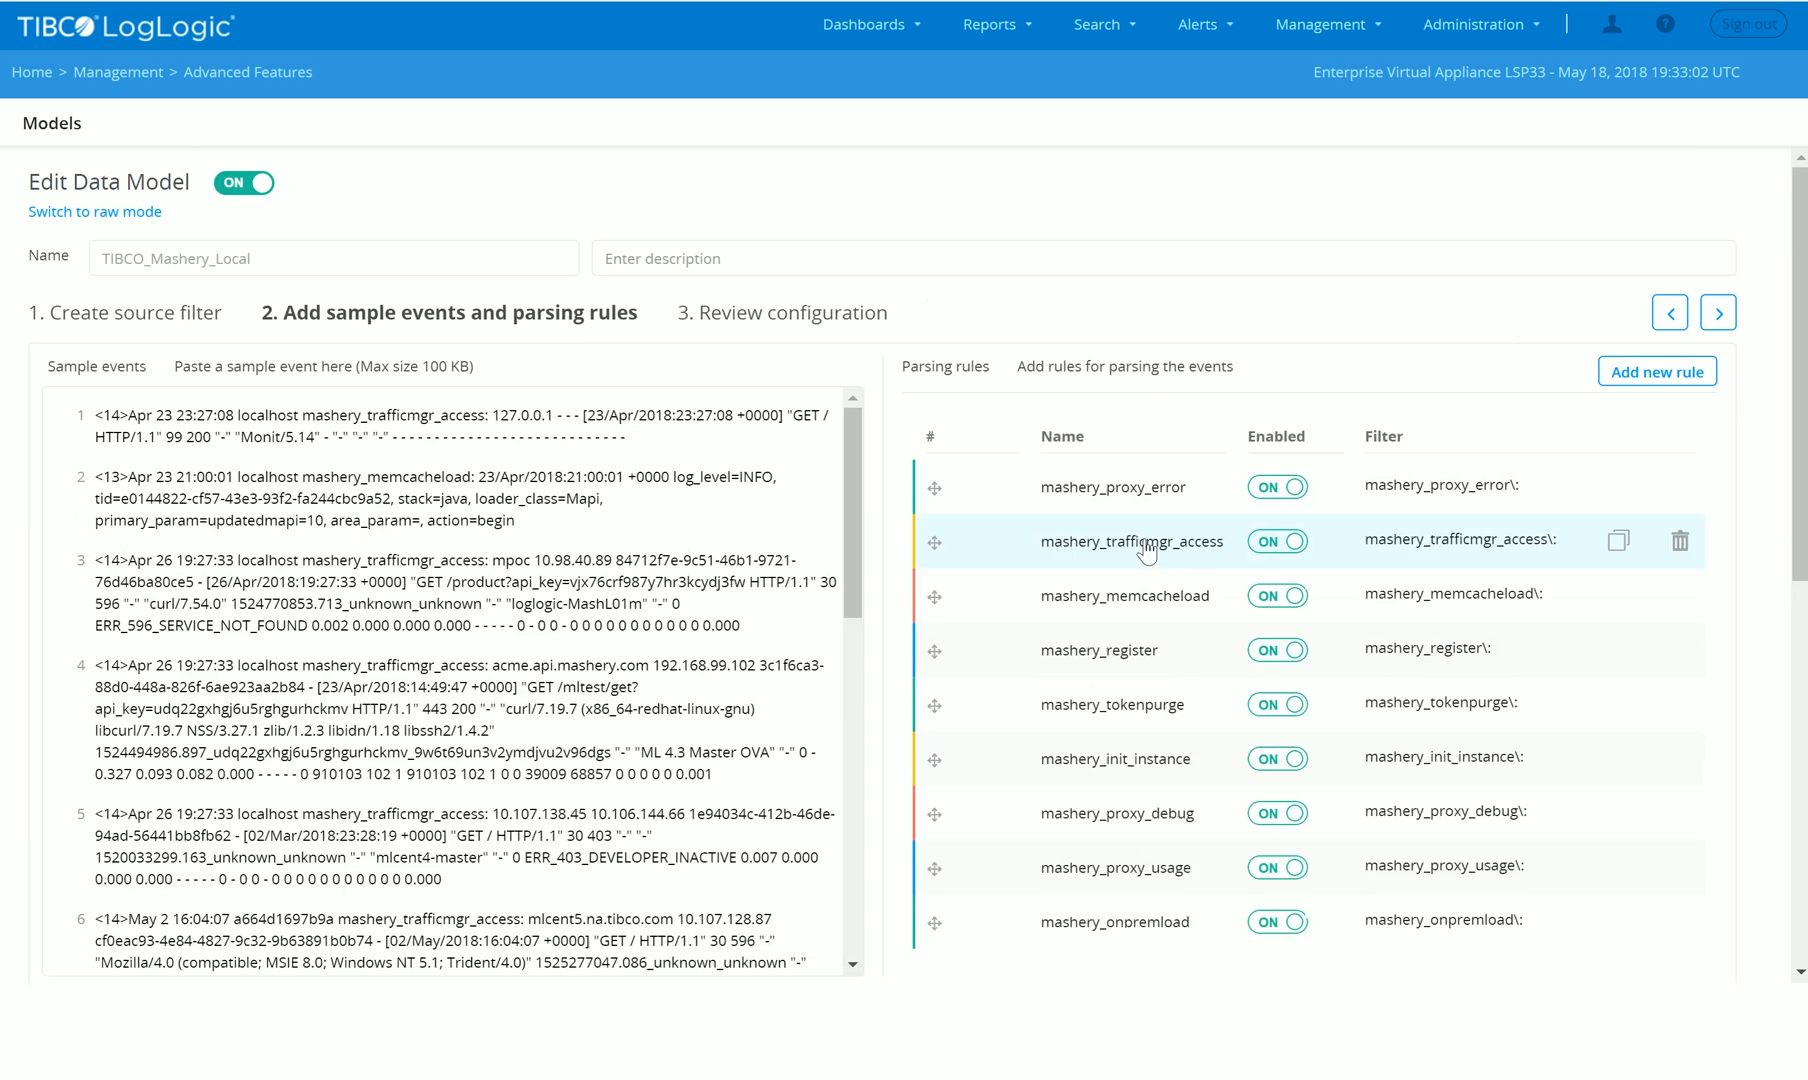 TIBCO LogLogic
Dashboards
Reports
Search
Alerts
Management
Administration
Sign out
Home > Management > Advanced Features
Enterprise Virtual Appliance LSP33 - May 18, 2018 19:33:02 UTC
Models
Edit Data Model ON
Switch to raw mode
Name TIBCO_Mashery_Local Enter description
1. Create source filter 2. Add sample events and parsing rules 3. Review configuration
Sample events Paste a sample event here (Max size 100 KB)
1 <14>Apr 23 23:27:08 localhost mashery_trafficmgr_access: 127.0.0.1 - - - [23/Apr/2018:23:27:08 +0000] "GET /
HTTP/1.1" 99 200 "-" "Monit/5.14" - "-" "-" "-" - - - - - - - - - - - - - - - - - - - - - - - - - - - -
2 <13>Apr 23 21:00:01 localhost mashery_memcacheload: 23/Apr/2018:21:00:01 +0000 log_level=INFO,
tid=e0144822-cf57-43e3-93f2-fa244cbc9a52, stack=java, loader_class=Mapi,
primary_param=updatedmapi=10, area_param=, action=begin
3 <14>Apr 26 19:27:33 localhost mashery_trafficmgr_access: mpoc 10.98.40.89 84712f7e-9c51-46b1-9721-
76d46ba80ce5 - [26/Apr/2018:19:27:33 +0000] "GET /product?api_key=vjx76crf987y7hr3kcydj3fw HTTP/1.1" 30
596 "-" "curl/7.54.0" 1524770853.713_unknown_unknown "-" "loglogic-MashL01m" "-" 0
ERR_596_SERVICE_NOT_FOUND 0.002 0.000 0.000 0.000 - - - - - 0 - 0 0 - 0 0 0 0 0 0 0 0 0 0 0 0.000
4 <14>Apr 26 19:27:33 localhost mashery_trafficmgr_access: acme.api.mashery.com 192.168.99.102 3c1f6ca3-
88d0-448a-826f-6ae923aa2b84 - [23/Apr/2018:14:49:47 +0000] "GET /mltest/get?
api_key=udq22gxhgj6u5rghgurhckmv HTTP/1.1" 443 200 "-" "curl/7.19.7 (x86_64-redhat-linux-gnu)
libcurl/7.19.7 NSS/3.27.1 zlib/1.2.3 libidn/1.18 libssh2/1.4.2"
1524494986.897_udq22gxhgj6u5rghgurhckmv_9w6t69un3v2ymdjvu2v96dgs "-" "ML 4.3 Master OVA" "-" 0 -
0.327 0.093 0.082 0.000 - - - - - 0 910103 102 1 910103 102 1 0 0 39009 68857 0 0 0 0 0 0.001
5 <14>Apr 26 19:27:33 localhost mashery_trafficmgr_access: 10.107.138.45 10.106.144.66 1e94034c-412b-46de-
94ad-56441bb8fb62 - [02/Mar/2018:23:28:19 +0000] "GET / HTTP/1.1" 30 403 "-" "-"
1520033299.163_unknown_unknown "-" "mlcent4-master" "-" 0 ERR_403_DEVELOPER_INACTIVE 0.007 0.000
0.000 0.000 - - - - - 0 - 0 0 - 0 0 0 0 0 0 0 0 0 0 0 0.000
6 <14>May 2 16:04:07 a664d1697b9a mashery_trafficmgr_access: mlcent5.na.tibco.com 10.107.128.87
cf0eac93-4e84-4827-9c32-9b63891b0b74 - [02/May/2018:16:04:07 +0000] "GET / HTTP/1.1" 30 596 "-"
"Mozilla/4.0 (compatible; MSIE 8.0; Windows NT 5.1; Trident/4.0)" 1525277047.086_unknown_unknown "-"
Parsing rules Add rules for parsing the events Add new rule
# Name Enabled Filter
mashery_proxy_error ON mashery_proxy_error\:
mashery_trafficmgr_access ON mashery_trafficmgr_access\:
mashery_memcacheload ON mashery_memcacheload\:
mashery_register ON mashery_register\:
mashery_tokenpurge ON mashery_tokenpurge\:
mashery_init_instance ON mashery_init_instance\:
mashery_proxy_debug ON mashery_proxy_debug\:
mashery_proxy_usage ON mashery_proxy_usage\:
mashery_onpremload ON mashery_onpremload\: